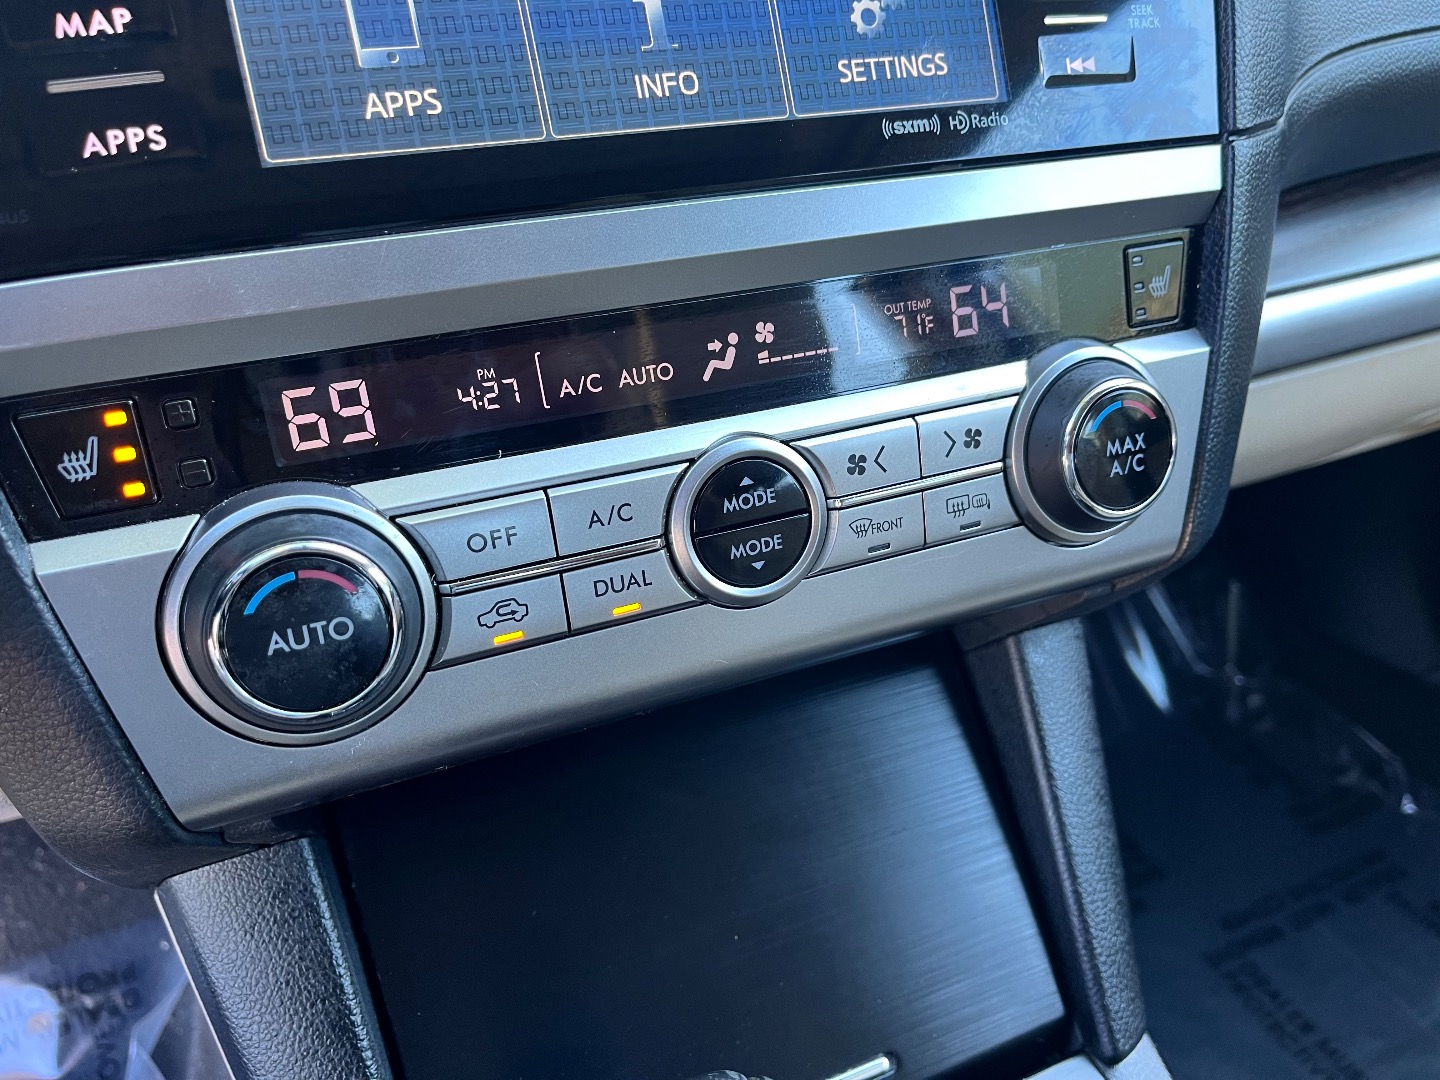 MAP
APPS
APPS
INFO
SETTINGS
SEEK
TRACK
((sxm)) HD Radio
69
PM
4:27
A/C AUTO
OUT TEMP
71°F
64
OFF
A/C
MODE
MODE
DUAL
FRONT
AUTO
MAX
A/C